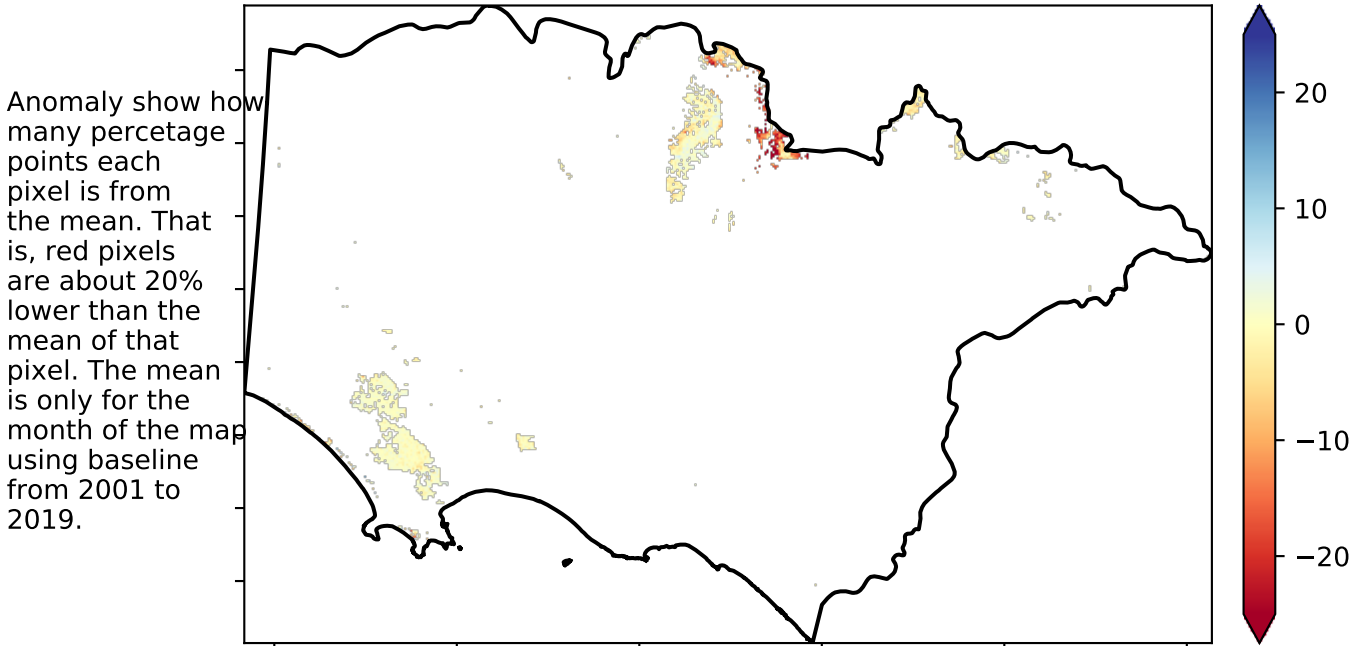 Anomaly show how
many percetage
points each
pixel is from
the mean. That
is, red pixels
are about 20%
lower than the
mean of that
pixel. The mean
is only for the
month of the map
using baseline
from 2001 to
2019.
20
10
0
−10
−20